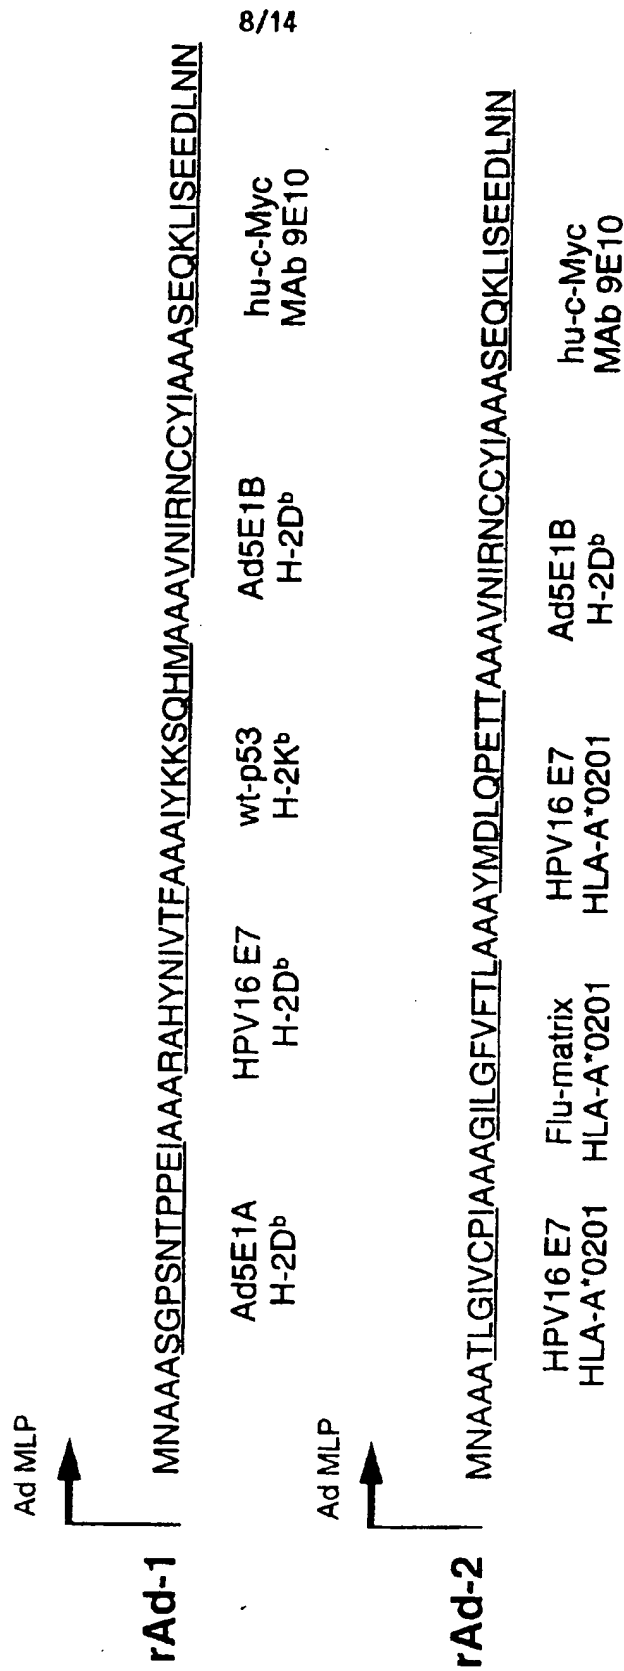 8/14
Ad MLP
rAd-1
MNAAASGPSNTPPEIAAARAHYNIVTFAAAIYKKSQHMAAAVNIRNCCYIAAASEQKLISEEDLNN
Ad5E1A HPV16 E7 wt-p53 Ad5E1B hu-c-Myc
H-2Dᵇ H-2Dᵇ H-2Kᵇ H-2Dᵇ MAb 9E10
Ad MLP
rAd-2
MNAAATLGIVCPIAAAGILGFVFTLAAAYMDLQPETTAAAVNIRNCCYIAAASEQKLISEEDLNN
HPV16 E7 Flu-matrix HPV16 E7 Ad5E1B hu-c-Myc
HLA-A*0201 HLA-A*0201 HLA-A*0201 H-2Dᵇ MAb 9E10